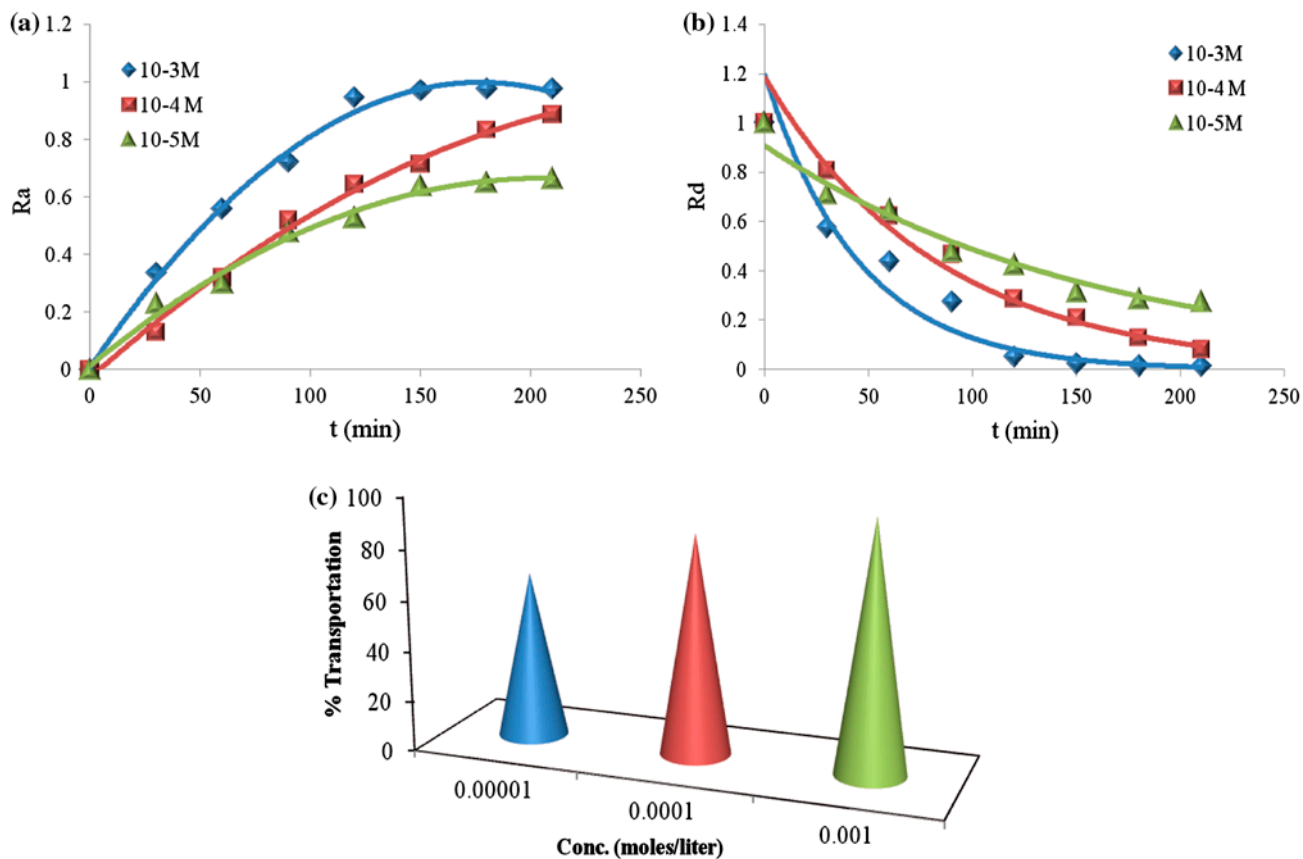 (a)
1.2
1
0.8
0.6
0.4
0.2
0
Ra
10-3M
10-4 M
10-5M
0 50 100 150 200 250
t (min)
(b)
1.4
1.2
1
0.8
0.6
0.4
0.2
0
Rd
10-3M
10-4 M
10-5M
0 50 100 150 200 250
t (min)
(c)
100
80
60
40
20
0
% Transportation
0.00001
0.0001
0.001
Conc. (moles/liter)